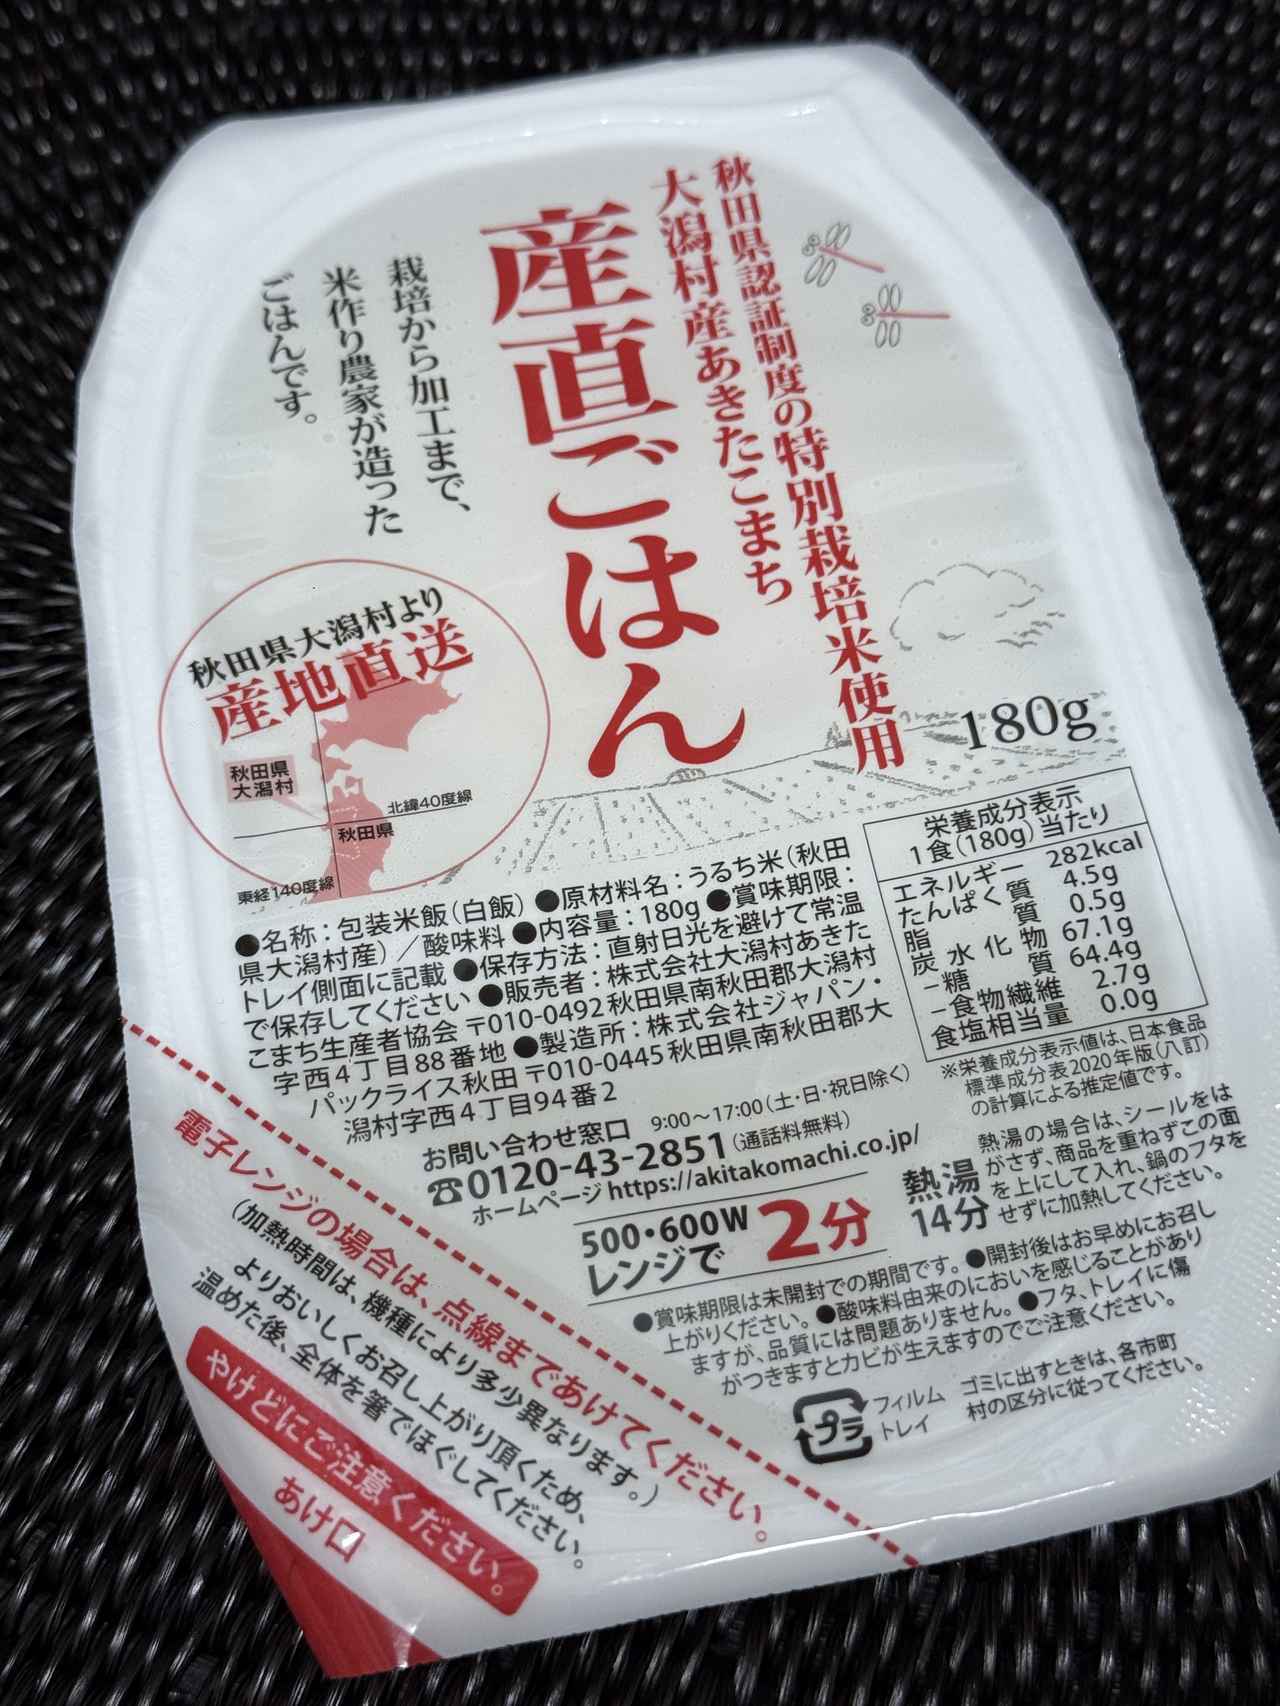 秋田県認証制度の特別栽培米使用
大潟村産あきたこまち
産直ごはん
栽培から加工まで、
米作り農家が造った
ごはんです。
秋田県大潟村より
産地直送
秋田県
大潟村
北緯40度線
秋田県
東経140度線
180g
栄養成分表示
1食(180g)当たり
エネルギー 282kcal
たんぱく質 4.5g
脂質 0.5g
炭水化物 67.1g
－糖質 64.4g
－食物繊維 2.7g
食塩相当量 0.0g
※栄養成分表示値は、日本食品
標準成分表2020年版(八訂)
の計算による推定値です。
●名称：包装米飯(白飯) ●原材料名：うるち米(秋田
県大潟村産)／酸味料 ●内容量：180g ●賞味期限：
トレイ側面に記載 ●保存方法：直射日光を避けて常温
で保存してください ●販売者：株式会社大潟村あきた
こまち生産者協会 〒010-0492秋田県南秋田郡大潟村
字西4丁目88番地 ●製造所：株式会社ジャパン・
パックライス秋田 〒010-0445秋田県南秋田郡大
潟村字西4丁目94番2
お問い合わせ窓口 9:00～17:00(土・日・祝日除く)
☎0120-43-2851(通話料無料)
ホームページ https://akitakomachi.co.jp/
500・600W
レンジで
2分
熱湯
14分
熱湯の場合は、シールをは
がさず、商品を重ねずこの面
を上にして入れ、鍋のフタを
せずに加熱してください。
●賞味期限は未開封での期間です。●開封後はお早めにお召し
上がりください。●酸味料由来のにおいを感じることがあり
ますが、品質には問題ありません。●フタ、トレイに傷
がつきますとカビが生えますのでご注意ください。
プラ
フィルム
トレイ
ゴミに出すときは、各市町
村の区分に従ってください。
電子レンジの場合は、点線まであけてください。
(加熱時間は、機種により多少異なります。)
よりおいしくお召し上がり頂くため、
温めた後、全体を箸でほぐしてください。
やけどにご注意ください。
あけ口